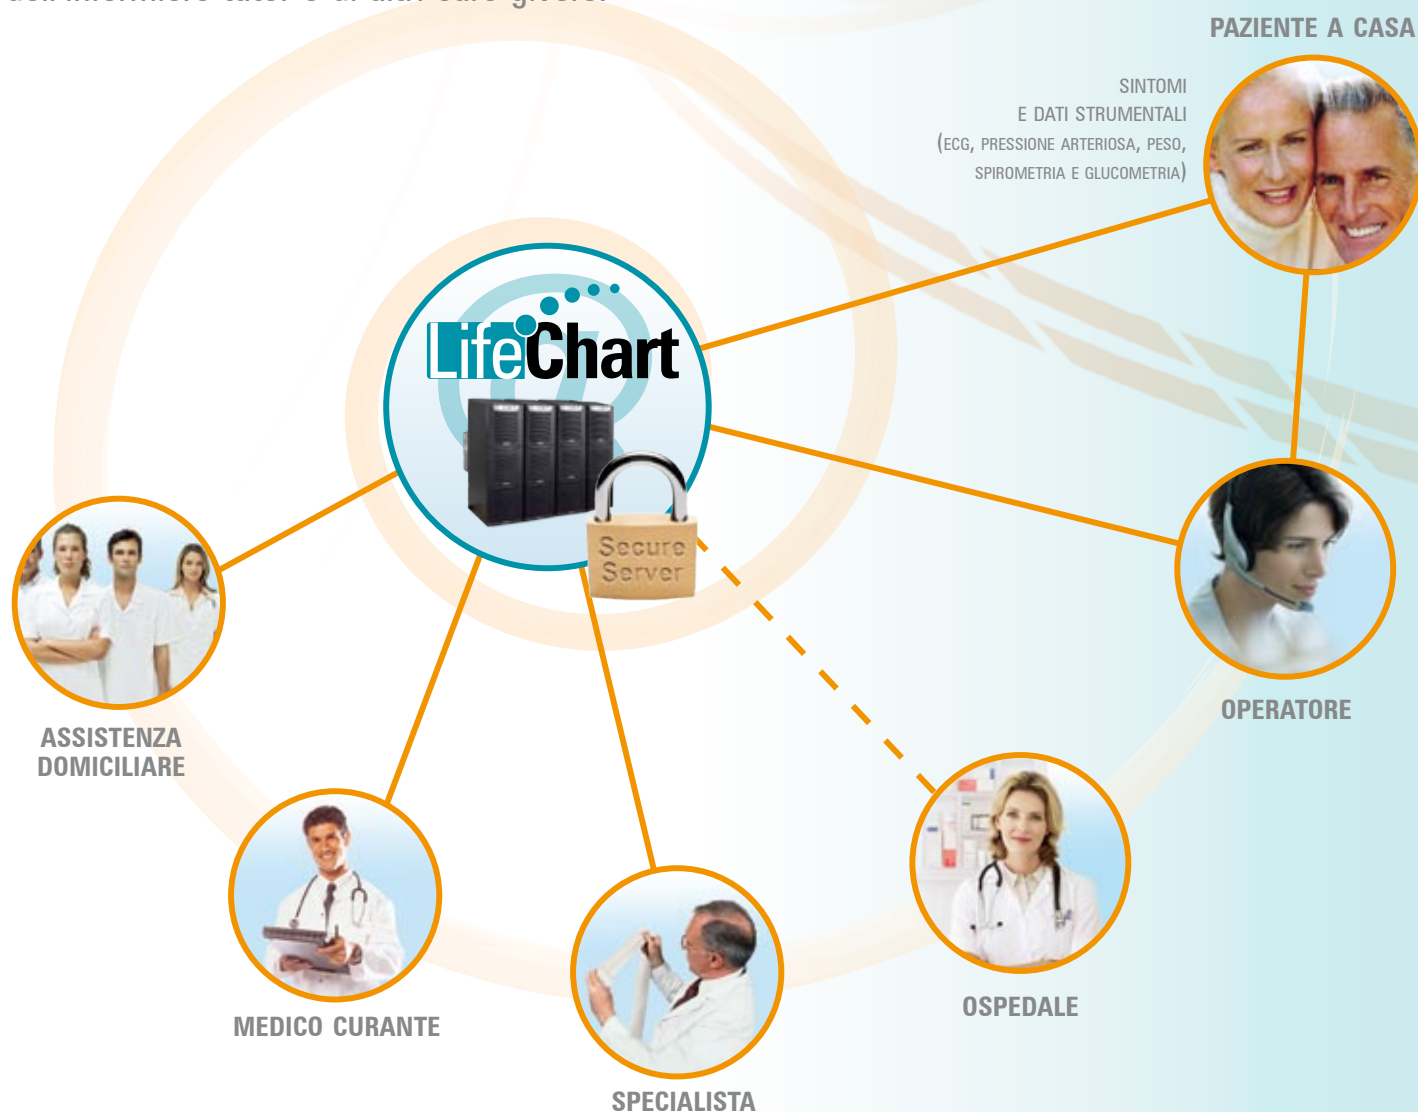 PAZIENTE A CASA
SINTOMI
E DATI STRUMENTALI
(ECG, PRESSIONE ARTERIOSA, PESO,
SPIROMETRIA E GLUCOMETRIA)
LifeChart
Secure
Server
OPERATORE
ASSISTENZA
DOMICILIARE
OSPEDALE
MEDICO CURANTE
SPECIALISTA